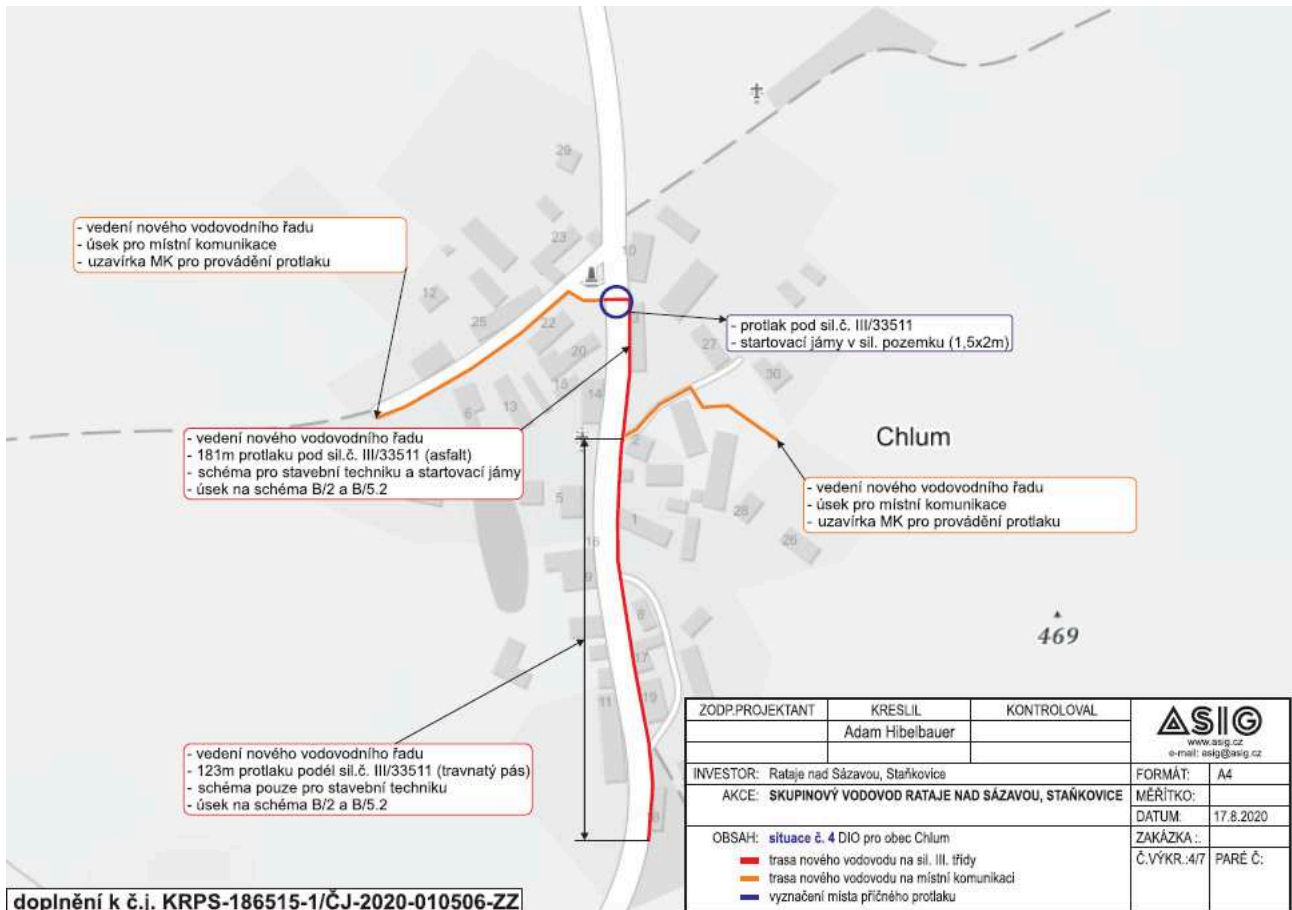 29
23
10
- vedení nového vodovodního řadu
- úsek pro místní komunikace
- uzavírka MK pro provádění protlaku
12
25
22
- protlak pod sil.č. III/33511
- startovací jámy v sil. pozemku (1,5x2m)
27
20
30
15
14
13
6
Chlum
- vedení nového vodovodního řadu
- 181m protlaku pod sil.č. III/33511 (asfalt)
- schéma pro stavební techniku a startovací jámy
- úsek na schéma B/2 a B/5.2
2
- vedení nového vodovodního řadu
- úsek pro místní komunikace
- uzavírka MK pro provádění protlaku
5
1
28
26
16
9
8
469
17
19
11
- vedení nového vodovodního řadu
- 123m protlaku podél sil.č. III/33511 (travnatý pás)
- schéma pouze pro stavební techniku
- úsek na schéma B/2 a B/5.2
18
ZODP.PROJEKTANT KRESLIL KONTROLOVAL
Adam Hibelbauer
ASIG
www.asig.cz
e-mail: asig@asig.cz
INVESTOR: Rataje nad Sázavou, Staňkovice
FORMÁT: A4
AKCE: SKUPINOVÝ VODOVOD RATAJE NAD SÁZAVOU, STAŇKOVICE
MĚŘÍTKO:
DATUM: 17.8.2020
OBSAH: situace č. 4 DIO pro obec Chlum
ZAKÁZKA :.
trasa nového vodovodu na sil. III. třídy
Č.VÝKR.:4/7 PARÉ Č:
trasa nového vodovodu na místní komunikaci
vyznačení místa příčného protlaku
doplnění k č.j. KRPS-186515-1/ČJ-2020-010506-ZZ